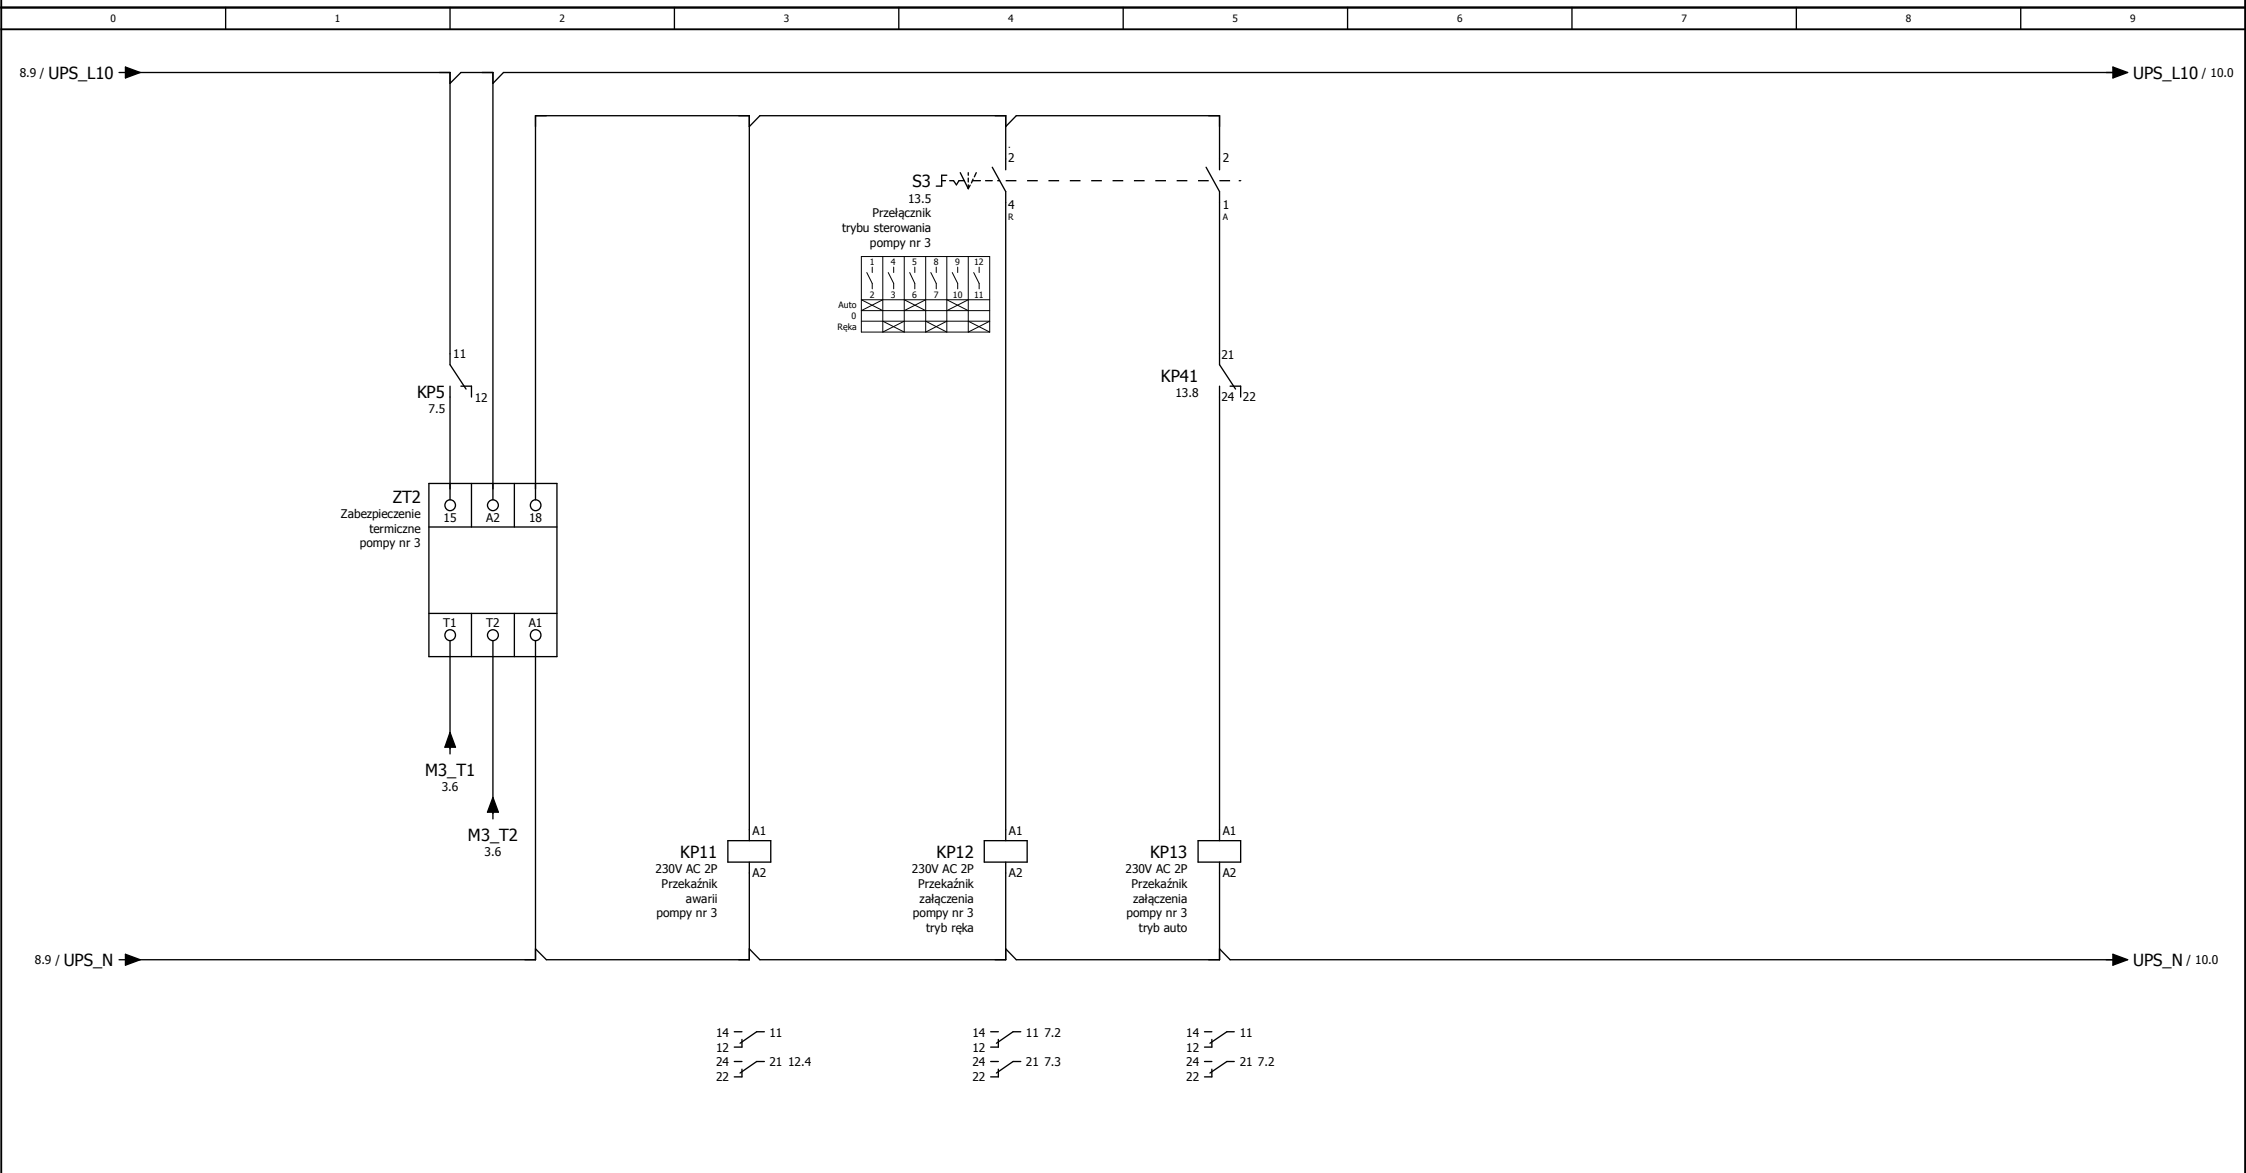 0 1 2 3 4 5 6 7 8 9
8.9 / UPS_L10
UPS_L10 / 10.0
2
2
S3
13.5
Przełącznik
trybu sterowania
pompy nr 3
4
R
1
A
1 4 5 8 9 12
2 3 6 7 10 11
Auto
0
Ręka
11
KP5
7.5
12
21
KP41
13.8
24 22
ZT2
Zabezpieczenie
termiczne
pompy nr 3
15 A2 18
T1 T2 A1
M3_T1
3.6
M3_T2
3.6
A1
KP11
230V AC 2P
A2
Przekaźnik
awarii
pompy nr 3
A1
KP12
230V AC 2P
A2
Przekaźnik
załączenia
pompy nr 3
tryb ręka
A1
KP13
230V AC 2P
A2
Przekaźnik
załączenia
pompy nr 3
tryb auto
8.9 / UPS_N
UPS_N / 10.0
14 11
12
24 21 12.4
22
14 11 7.2
12
24 21 7.3
22
14 11
12
24 21 7.2
22